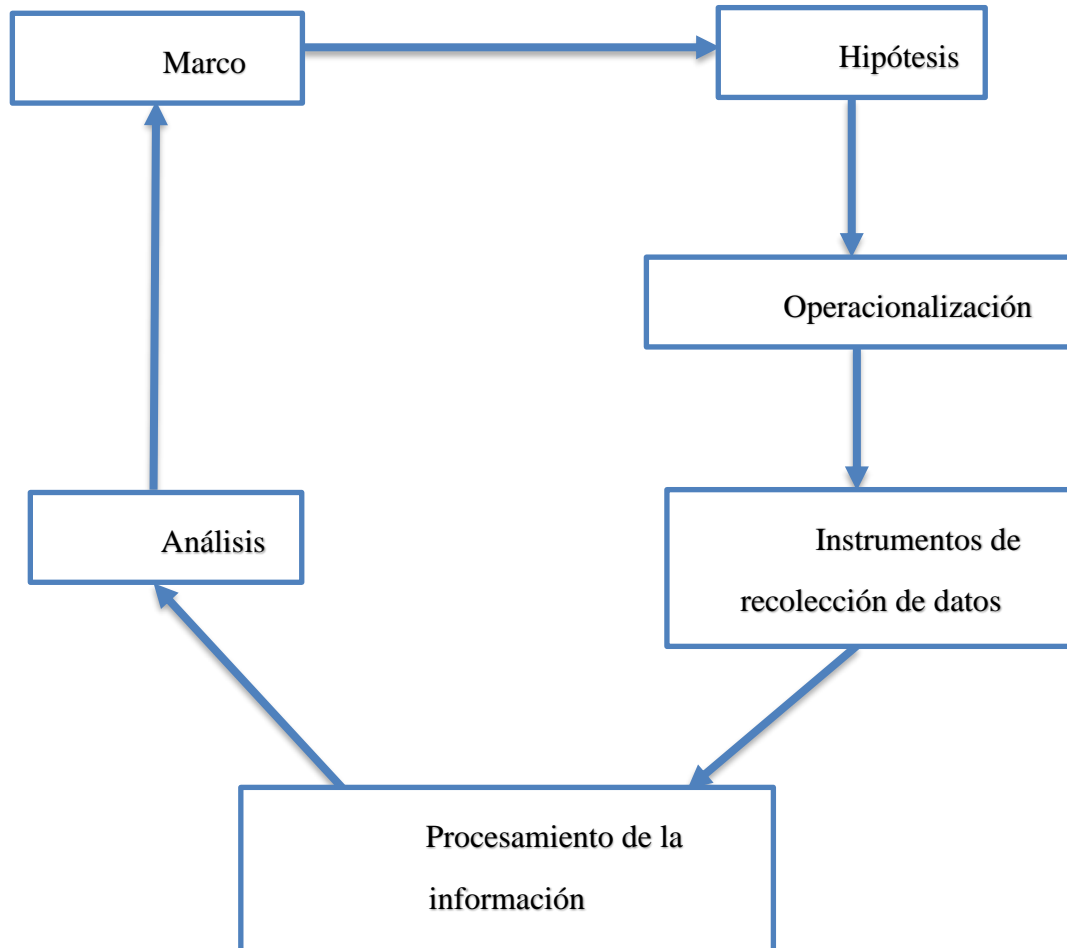 Marco
Hipótesis
Operacionalización
Instrumentos de
recolección de datos
Procesamiento de la
información
Análisis